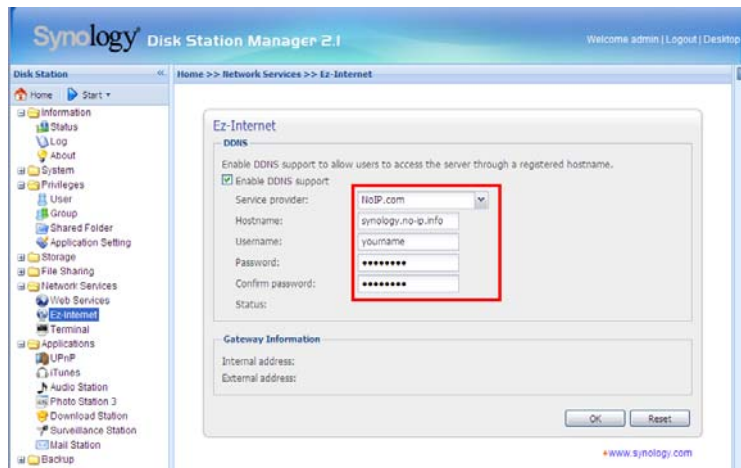 Synology Disk Station Manager 2.1
Welcome admin | Logout | Desktop
Disk Station
Home Start
Information
Status
Log
About
System
Privileges
User
Group
Shared Folder
Application Setting
Storage
File Sharing
Network Services
Web Services
Ez-Internet
Terminal
Applications
UPnP
iTunes
Audio Station
Photo Station 3
Download Station
Surveillance Station
Mail Station
Backup
Home >> Network Services >> Ez-Internet
Ez-Internet
DDNS
Enable DDNS support to allow users to access the server through a registered hostname.
Enable DDNS support
Service provider: NoIP.com
Hostname: synology.no-ip.info
Username: yourname
Password: ••••••••
Confirm password: ••••••••
Status:
Gateway Information
Internal address:
External address:
OK Reset
www.synology.com